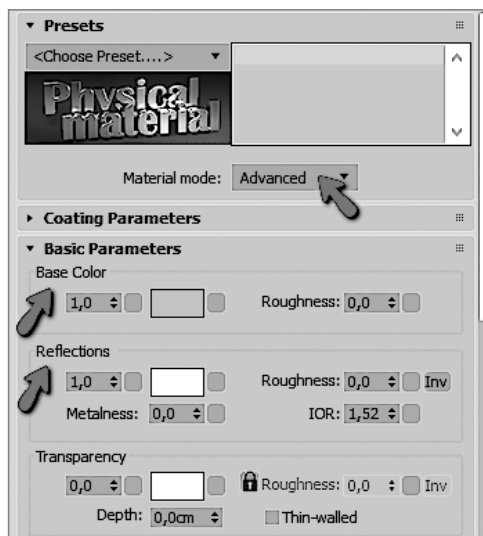 Presets
<Choose Preset....>
Physical
material
Material mode: Advanced
Coating Parameters
Basic Parameters
Base Color
1,0 Roughness: 0,0
Reflections
1,0 Roughness: 0,0 Inv
Metalness: 0,0 IOR: 1,52
Transparency
0,0 Roughness: 0,0 Inv
Depth: 0,0cm Thin-walled